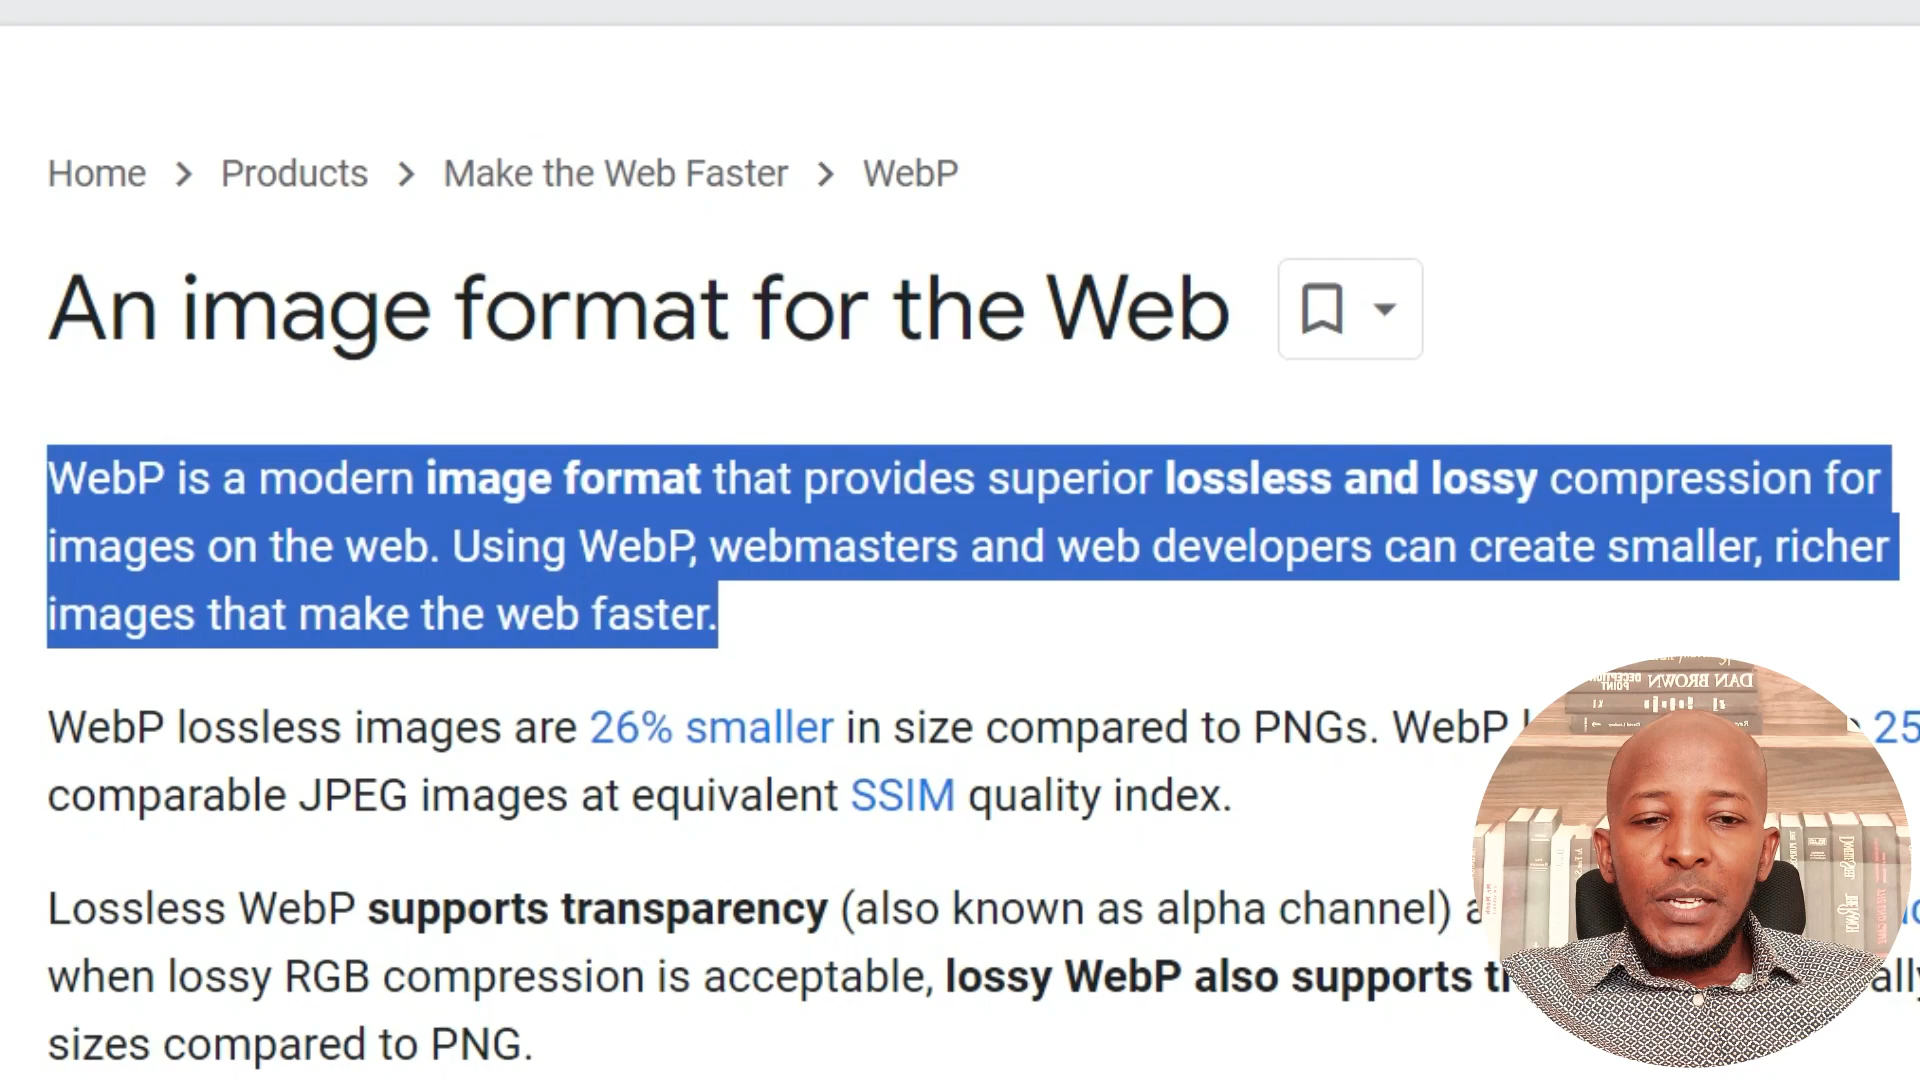 Home > Products > Make the Web Faster > WebP
An image format for the Web
WebP is a modern image format that provides superior lossless and lossy compression for
images on the web. Using WebP, webmasters and web developers can create smaller, richer
images that make the web faster.
WebP lossless images are 26% smaller in size compared to PNGs. WebP 25
comparable JPEG images at equivalent SSIM quality index.
Lossless WebP supports transparency (also known as alpha channel)
when lossy RGB compression is acceptable, lossy WebP also supports
sizes compared to PNG.
DECEPTION POINT DAN BROWN